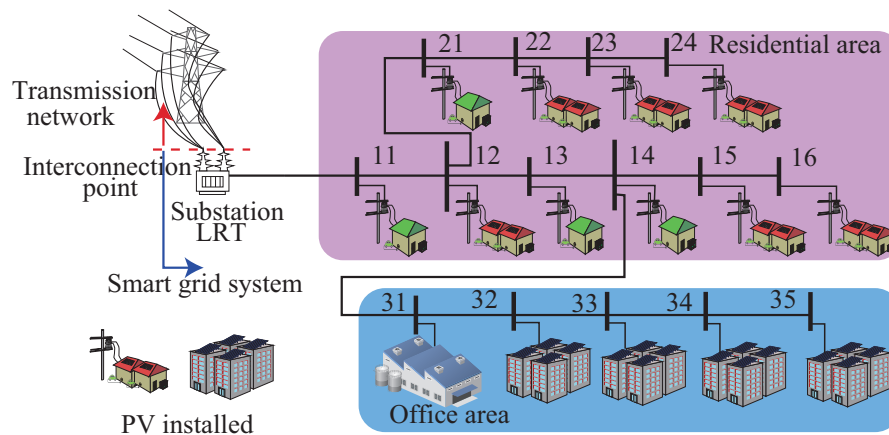 21
22
23
24
Residential area
Transmission
network
Interconnection
point
11
12
13
14
15
16
Substation
LRT
Smart grid system
31
32
33
34
35
PV installed
Office area